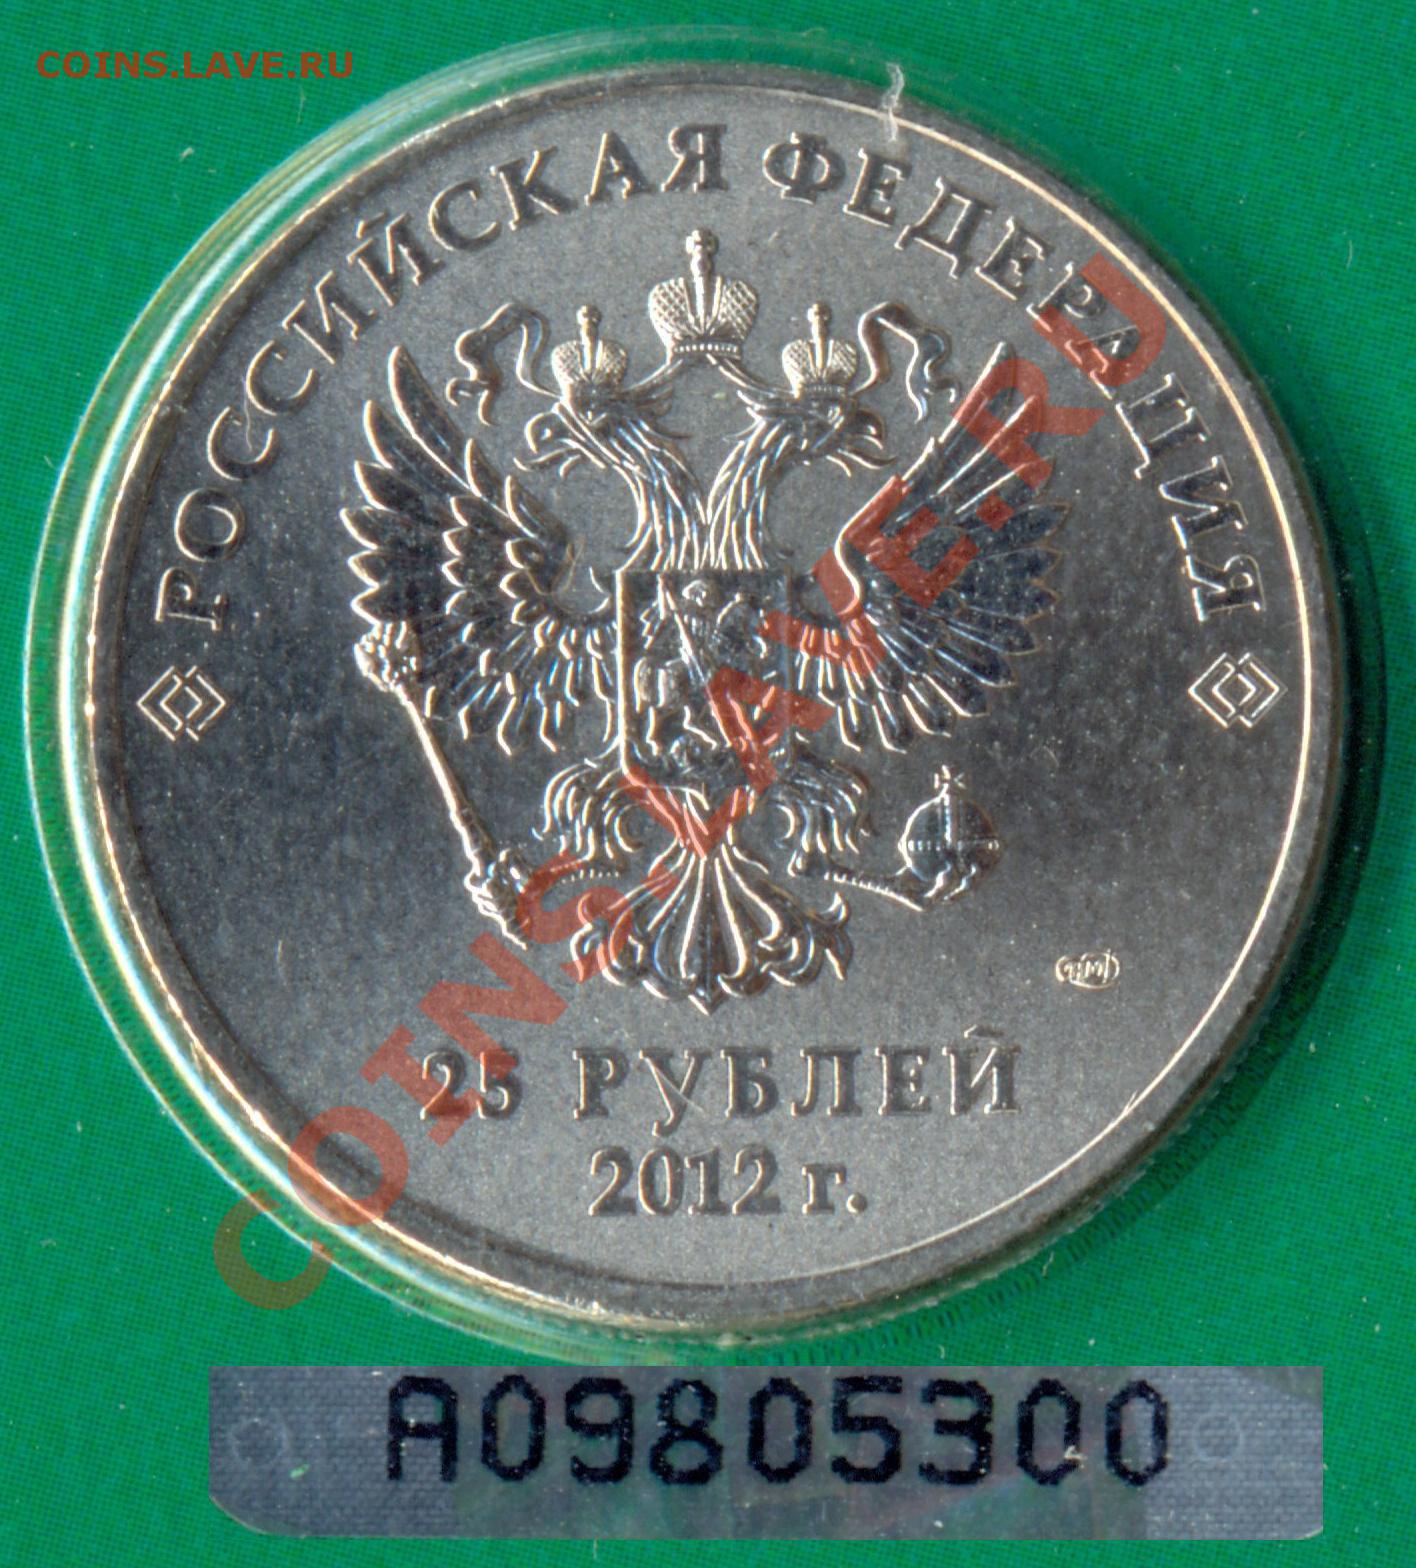 COINS.LAVE.RU
РОССИЙСКАЯ ФЕДЕРАЦИЯ
COINS.LAVE.RU
25 РУБЛЕЙ
2012 г.
A09805300